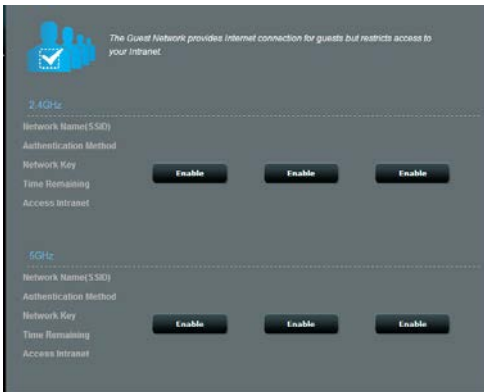 The Guest Network provides Internet connection for guests but restricts access to
your Intranet.
2.4GHz
Network Name(SSID)
Authentication Method
Network Key
Enable Enable Enable
Time Remaining
Access Intranet
5GHz
Network Name(SSID)
Authentication Method
Network Key
Enable Enable Enable
Time Remaining
Access Intranet